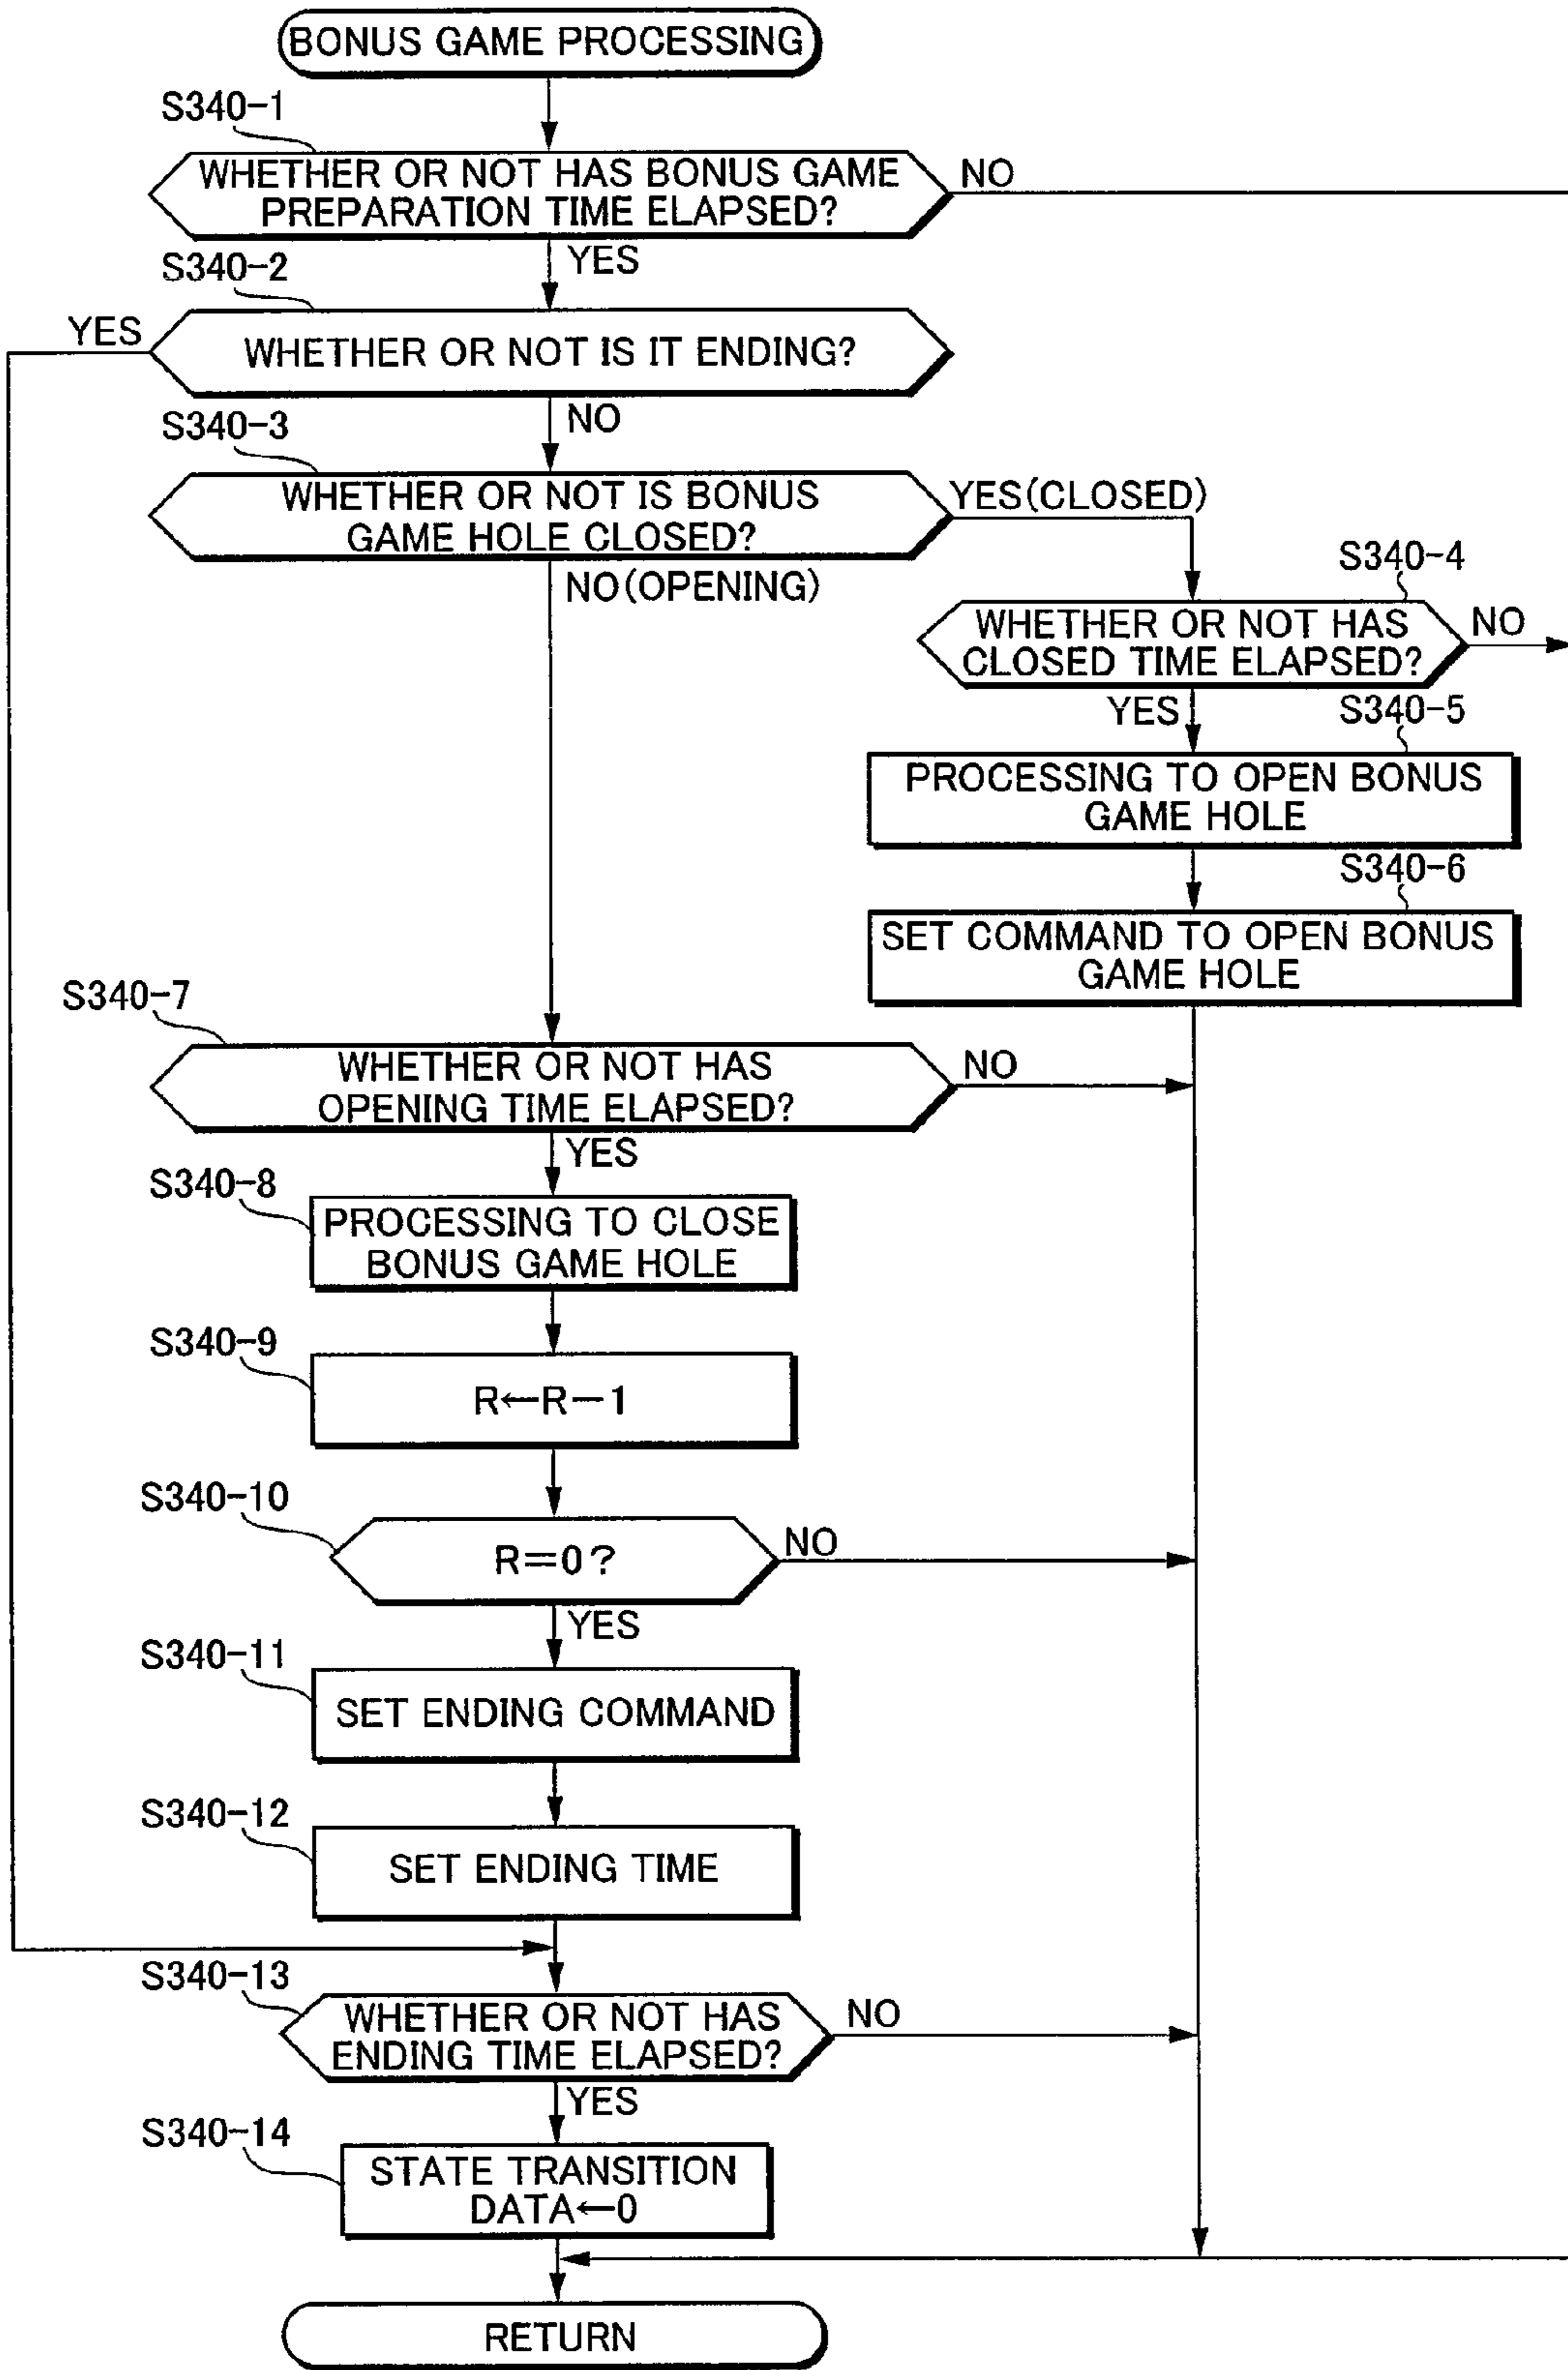 BONUS GAME PROCESSING
S340-1
WHETHER OR NOT HAS BONUS GAME
PREPARATION TIME ELAPSED?
NO
YES
S340-2
YES
WHETHER OR NOT IS IT ENDING?
NO
S340-3
WHETHER OR NOT IS BONUS
GAME HOLE CLOSED?
YES(CLOSED)
NO(OPENING)
S340-4
WHETHER OR NOT HAS
CLOSED TIME ELAPSED?
NO
YES
S340-5
PROCESSING TO OPEN BONUS
GAME HOLE
S340-6
SET COMMAND TO OPEN BONUS
GAME HOLE
S340-7
WHETHER OR NOT HAS
OPENING TIME ELAPSED?
NO
YES
S340-8
PROCESSING TO CLOSE
BONUS GAME HOLE
S340-9
R←R-1
S340-10
R=0?
NO
YES
S340-11
SET ENDING COMMAND
S340-12
SET ENDING TIME
S340-13
WHETHER OR NOT HAS
ENDING TIME ELAPSED?
NO
YES
S340-14
STATE TRANSITION
DATA←0
RETURN